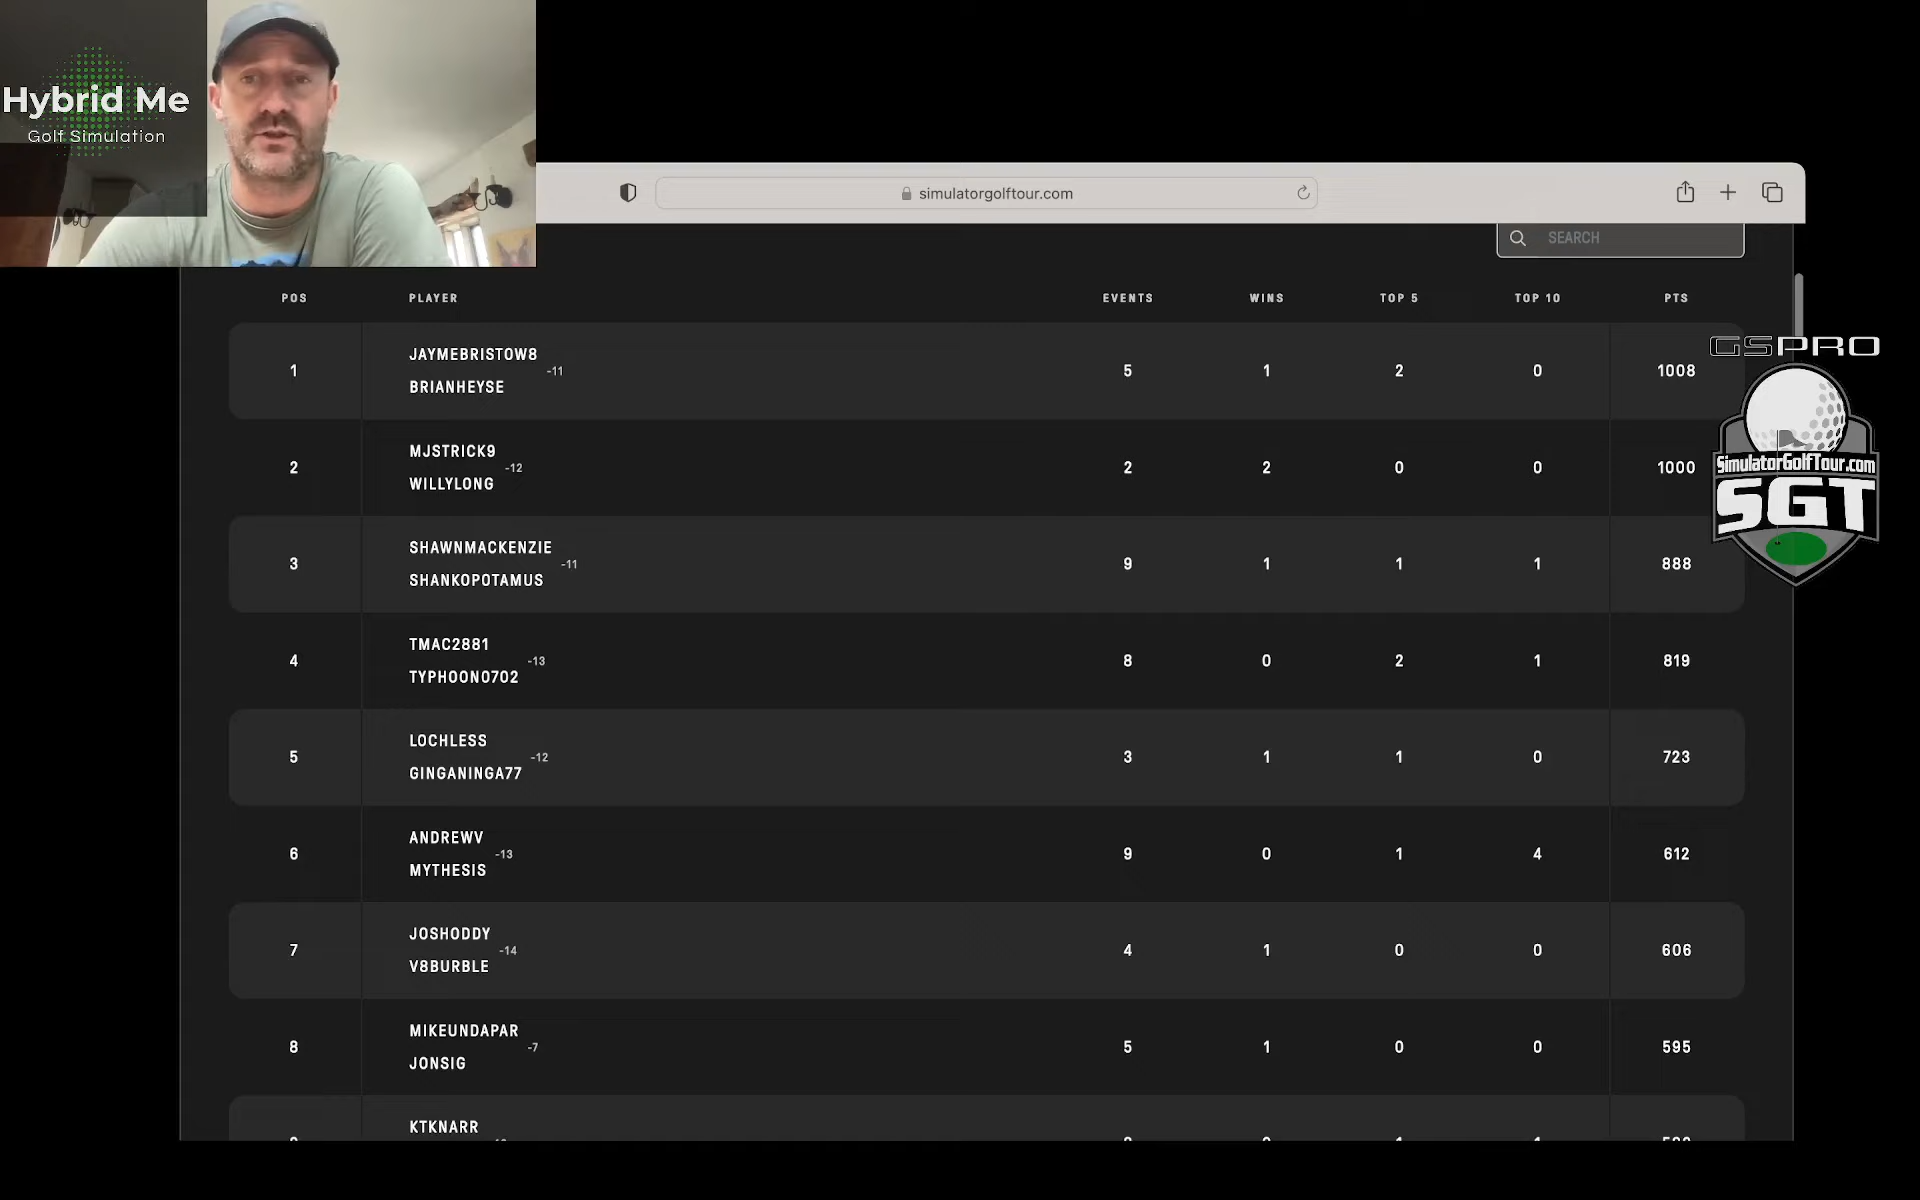 Hybrid Me
Golf Simulation
simulatorgolftour.com
SEARCH
POS PLAYER EVENTS WINS TOP 5 TOP 10 PTS
1 JAYMEBRISTOW8 BRIANHEYSE -11 5 1 2 0 1008
2 MJSTRICK9 WILLYLONG -12 2 2 0 0 1000
3 SHAWNMACKENZIE SHANKOPOTAMUS -11 9 1 1 1 888
4 TMAC2881 TYPHOON0702 -13 8 0 2 1 819
5 LOCHLESS GINGANINGA77 -12 3 1 1 0 723
6 ANDREWV MYTHESIS -13 9 0 1 4 612
7 JOSHODDY V8BURBLE -14 4 1 0 0 606
8 MIKEUNDAPAR JONSIG -7 5 1 0 0 595
KTKNARR
GSPRO
SimulatorGolfTour.com
SGT